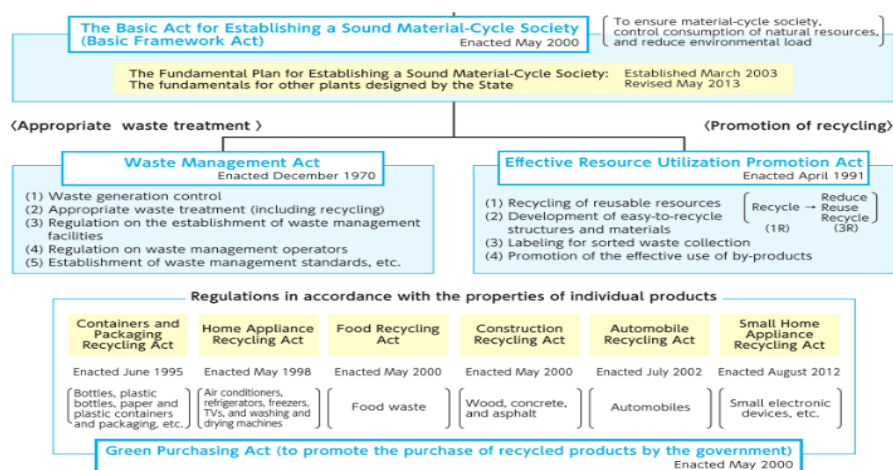 The Basic Act for Establishing a Sound Material-Cycle Society
(Basic Framework Act)
Enacted May 2000
To ensure material-cycle society,
control consumption of natural resources,
and reduce environmental load
The Fundamental Plan for Establishing a Sound Material-Cycle Society: Established March 2003
The fundamentals for other plants designed by the State Revised May 2013
〈Appropriate waste treatment 〉
〈Promotion of recycling〉
Waste Management Act
Enacted December 1970
(1) Waste generation control
(2) Appropriate waste treatment (including recycling)
(3) Regulation on the establishment of waste management
facilities
(4) Regulation on waste management operators
(5) Establishment of waste management standards, etc.
Effective Resource Utilization Promotion Act
Enacted April 1991
(1) Recycling of reusable resources
(2) Development of easy-to-recycle
structures and materials
(3) Labeling for sorted waste collection
(4) Promotion of the effective use of by-products
Recycle → Reduce
Reuse
Recycle
(1R) (3R)
Regulations in accordance with the properties of individual products
Containers and
Packaging
Recycling Act
Enacted June 1995
Bottles, plastic
bottles, paper and
plastic containers
and packaging, etc.
Home Appliance
Recycling Act
Enacted May 1998
Air conditioners,
refrigerators, freezers,
TVs, and washing and
drying machines
Food Recycling
Act
Enacted May 2000
Food waste
Construction
Recycling Act
Enacted May 2000
Wood, concrete,
and asphalt
Automobile
Recycling Act
Enacted July 2002
Automobiles
Small Home
Appliance
Recycling Act
Enacted August 2012
Small electronic
devices, etc.
Green Purchasing Act (to promote the purchase of recycled products by the government)
Enacted May 2000